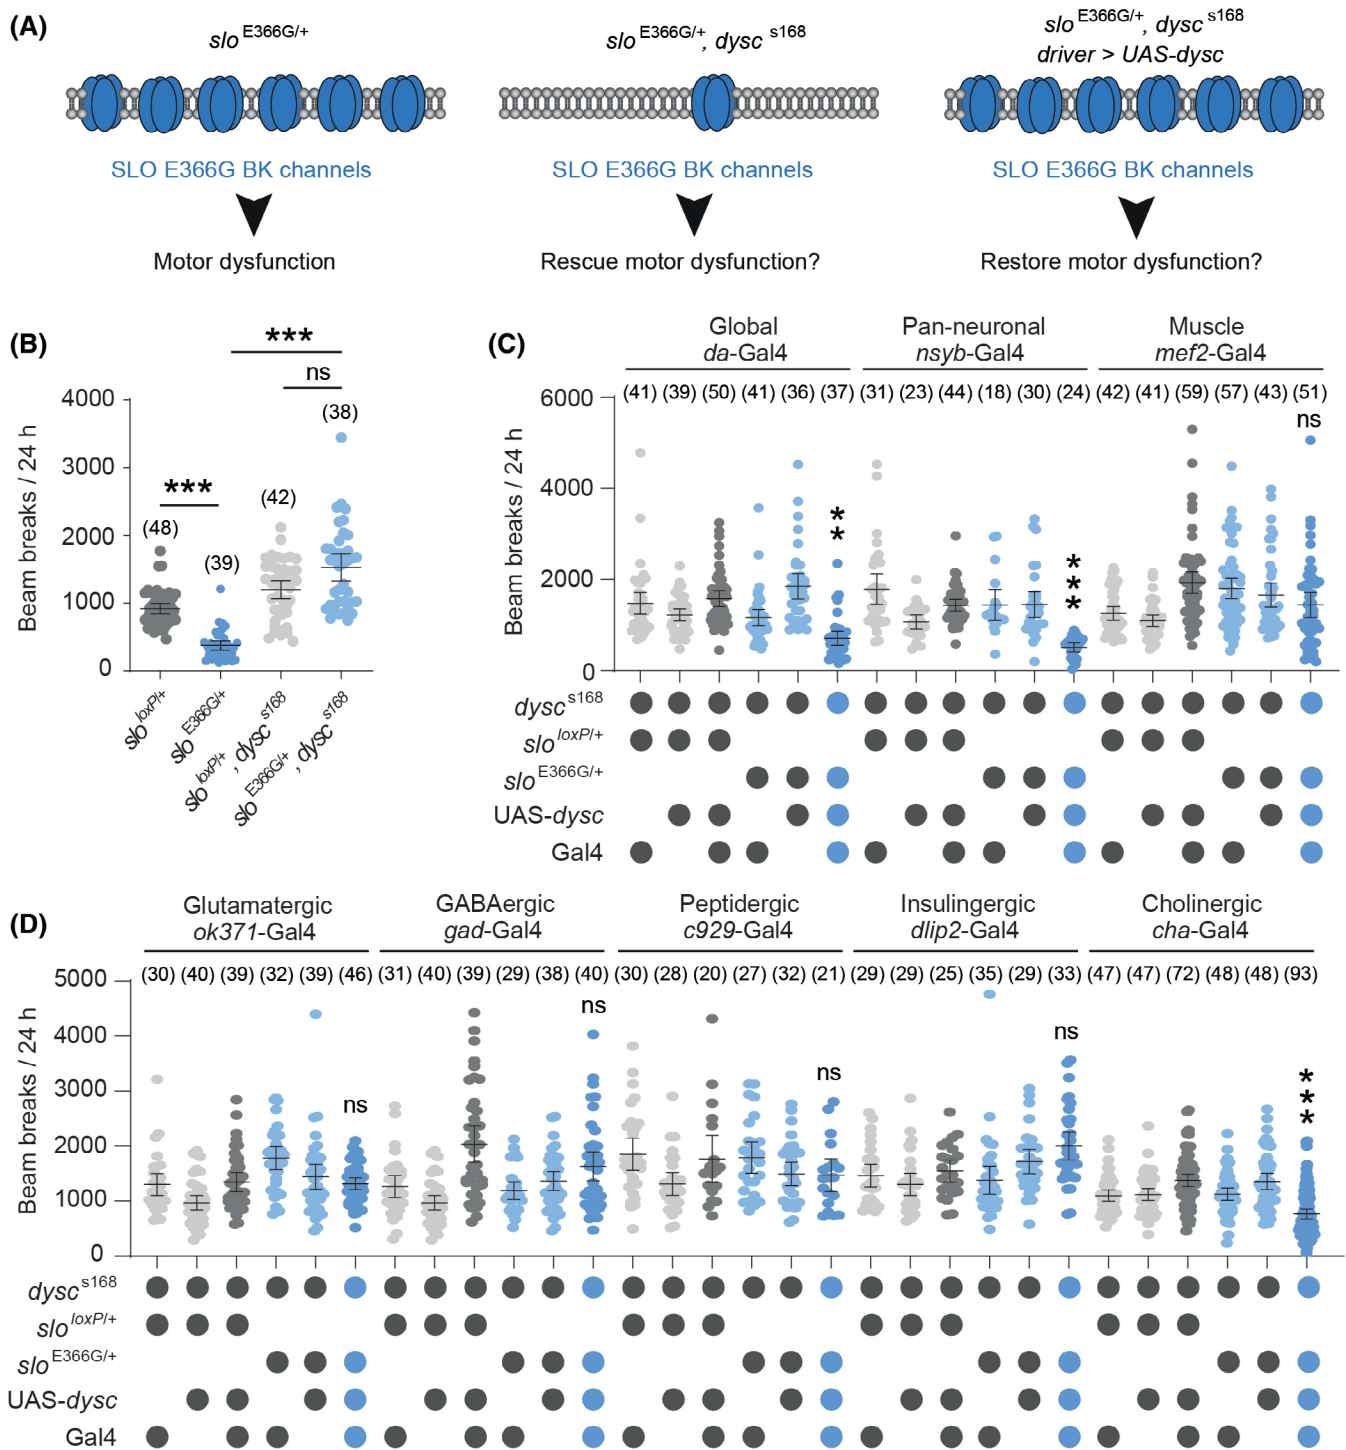 (A)
slo E366G/+
slo E366G/+, dysc s168
slo E366G/+, dysc s168
driver > UAS-dysc
SLO E366G BK channels
SLO E366G BK channels
SLO E366G BK channels
Motor dysfunction
Rescue motor dysfunction?
Restore motor dysfunction?
(B)
***
ns
(38)
***
(48)
(39)
(42)
Beam breaks / 24 h
4000
3000
2000
1000
0
slo loxP/+
slo E366G/+
slo loxP/+, dysc s168
slo E366G/+, dysc s168
(C)
Global
da-Gal4
Pan-neuronal
nsyb-Gal4
Muscle
mef2-Gal4
(41) (39) (50) (41) (36) (37) (31) (23) (44) (18) (30) (24) (42) (41) (59) (57) (43) (51)
**
***
ns
Beam breaks / 24 h
6000
4000
2000
0
dysc s168
slo loxP/+
slo E366G/+
UAS-dysc
Gal4
(D)
Glutamatergic
ok371-Gal4
GABAergic
gad-Gal4
Peptidergic
c929-Gal4
Insulingergic
dlip2-Gal4
Cholinergic
cha-Gal4
(30) (40) (39) (32) (39) (46) (31) (40) (39) (29) (38) (40) (30) (28) (20) (27) (32) (21) (29) (29) (25) (35) (29) (33) (47) (47) (72) (48) (48) (93)
ns
ns
ns
ns
***
Beam breaks / 24 h
5000
4000
3000
2000
1000
0
dysc s168
slo loxP/+
slo E366G/+
UAS-dysc
Gal4